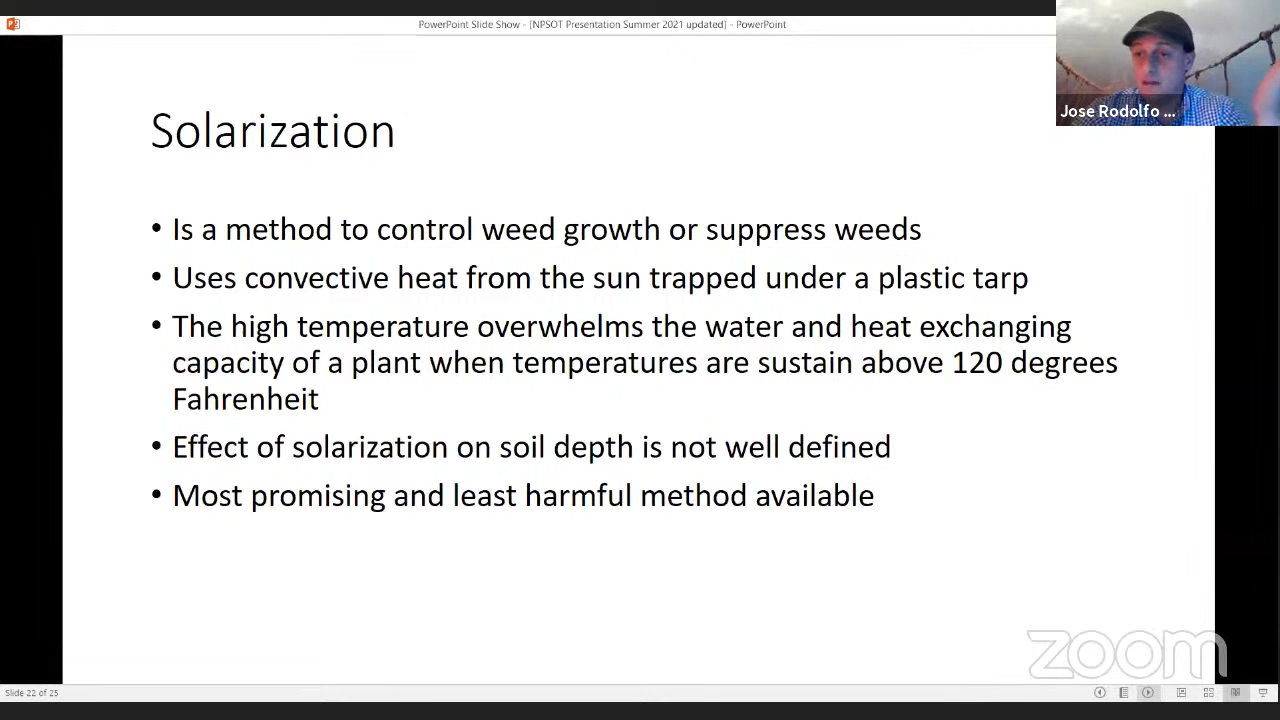 PowerPoint Slide Show - [NPSOT Presentation Summer 2021 updated] - PowerPoint
Jose Rodolfo ...
Solarization
• Is a method to control weed growth or suppress weeds
• Uses convective heat from the sun trapped under a plastic tarp
• The high temperature overwhelms the water and heat exchanging
capacity of a plant when temperatures are sustain above 120 degrees
Fahrenheit
• Effect of solarization on soil depth is not well defined
• Most promising and least harmful method available
zoom
Slide 22 of 25